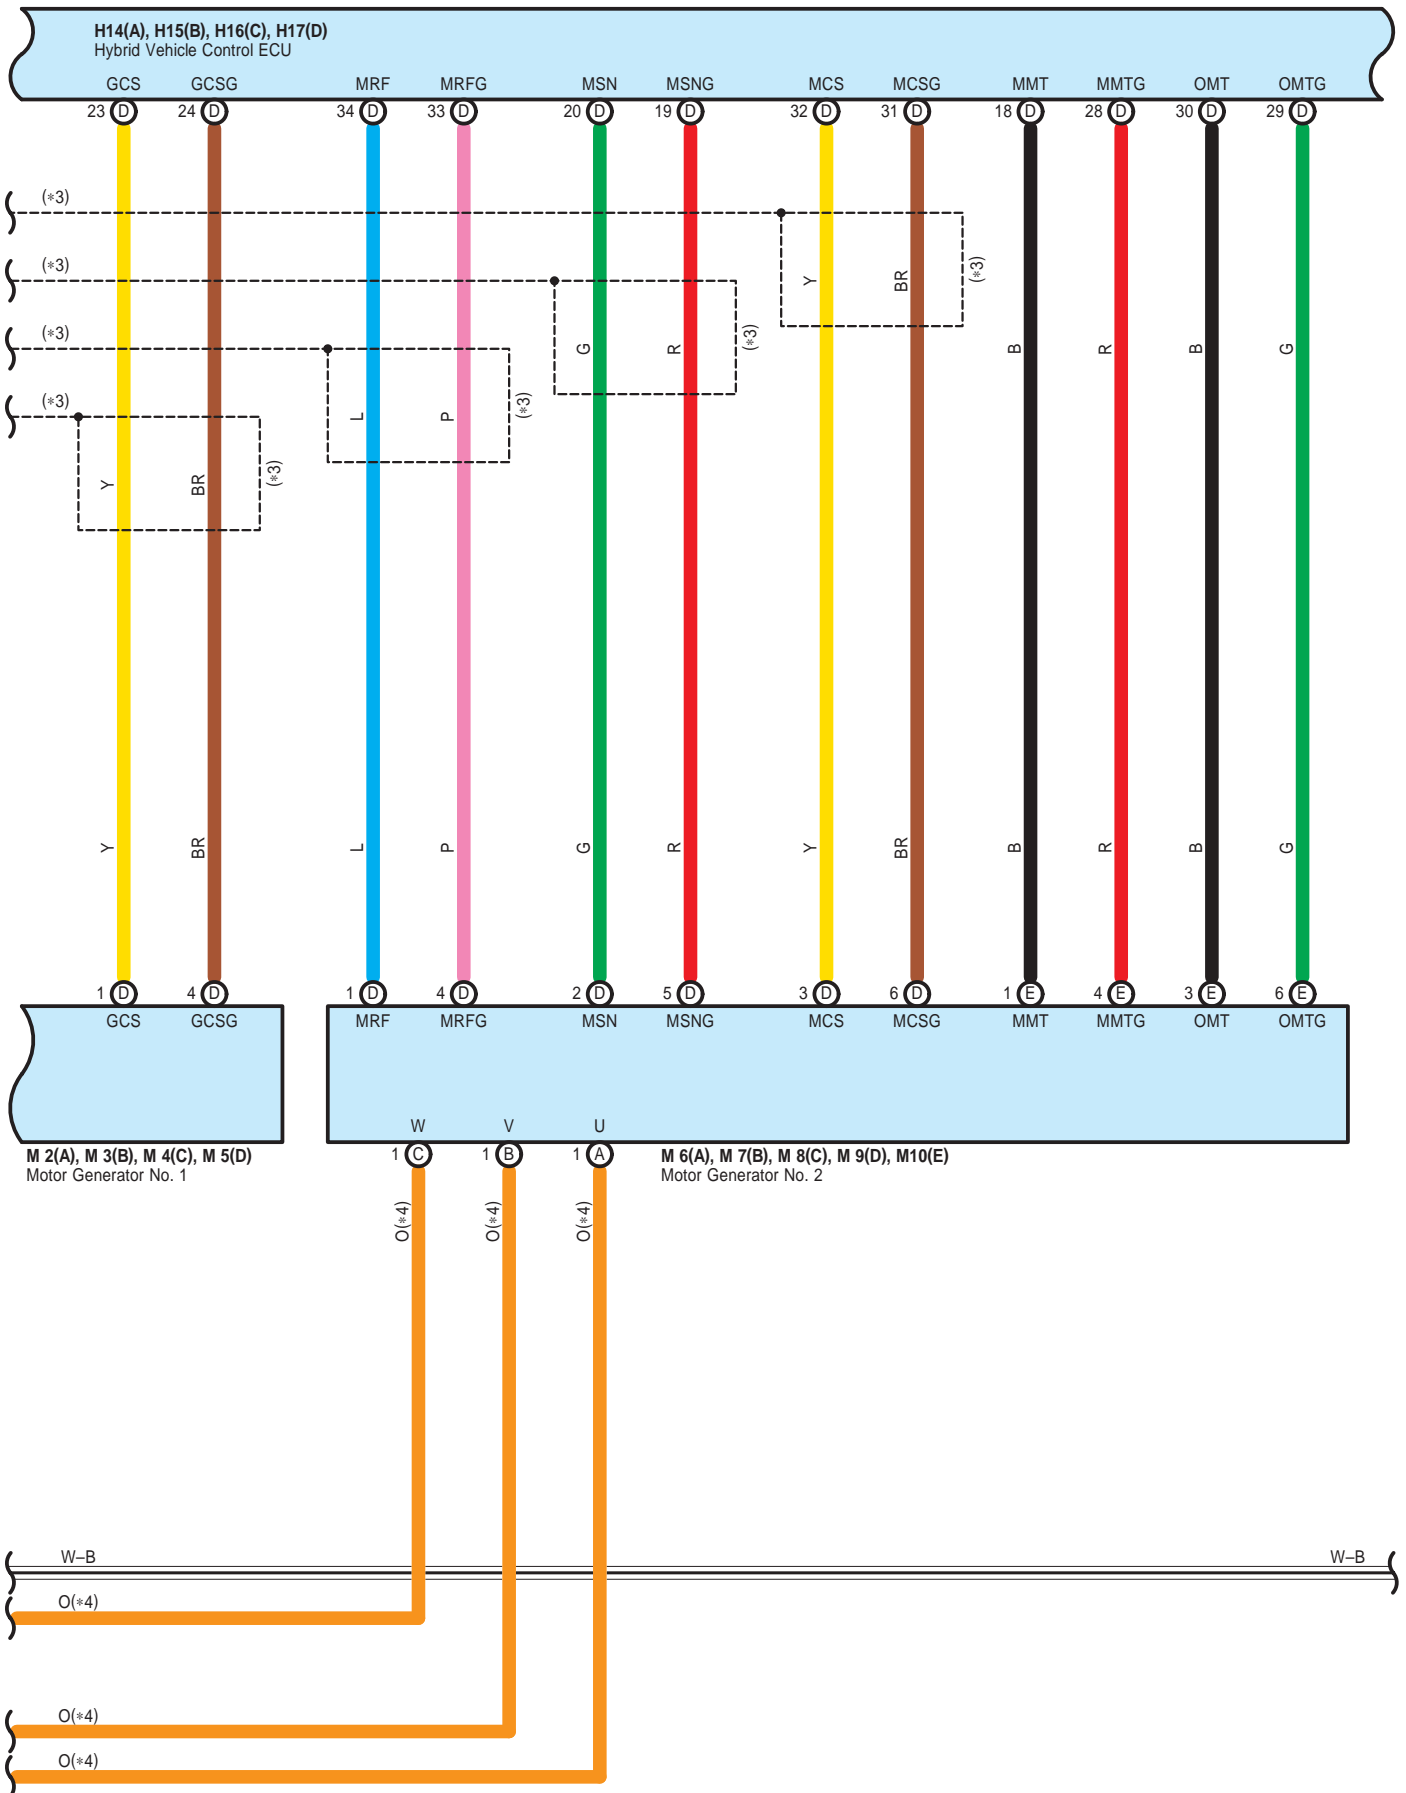 H14(A), H15(B), H16(C), H17(D)
Hybrid Vehicle Control ECU
GCS GCSG MRF MRFG MSN MSNG MCS MCSG MMT MMTG OMT OMTG
23 D 24 D 34 D 33 D 20 D 19 D 32 D 31 D 18 D 28 D 30 D 29 D
(*3)
(*3)
Y BR (*3)
(*3)
G R (*3) B R B G
(*3)
L P (*3)
Y BR (*3)
Y BR L P G R Y BR B R B G
1 D 4 D 1 D 4 D 2 D 5 D 3 D 6 D 1 E 4 E 3 E 6 E
GCS GCSG MRF MRFG MSN MSNG MCS MCSG MMT MMTG OMT OMTG
W V U
1 C 1 B 1 A
M 2(A), M 3(B), M 4(C), M 5(D)
Motor Generator No. 1
M 6(A), M 7(B), M 8(C), M 9(D), M10(E)
Motor Generator No. 2
O(*4) O(*4) O(*4)
W–B W–B
O(*4)
O(*4)
O(*4)